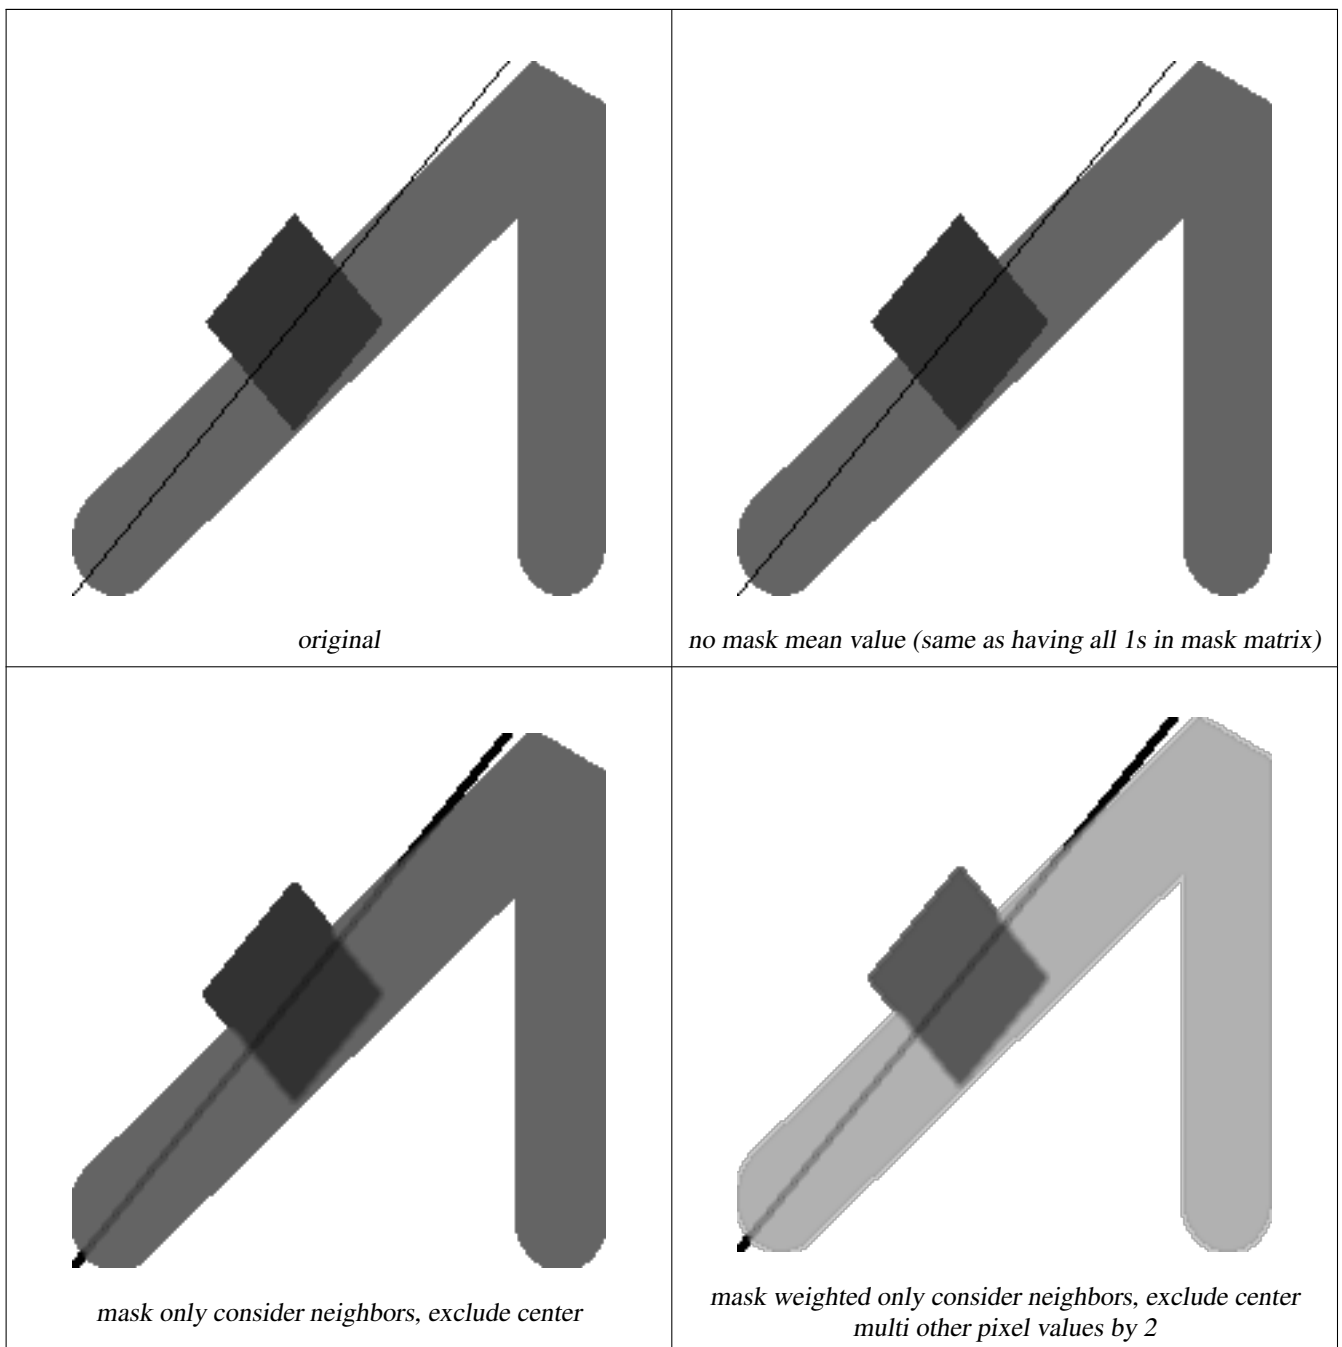 original
no mask mean value (same as having all 1s in mask matrix)
mask only consider neighbors, exclude center
mask weighted only consider neighbors, exclude center
multi other pixel values by 2